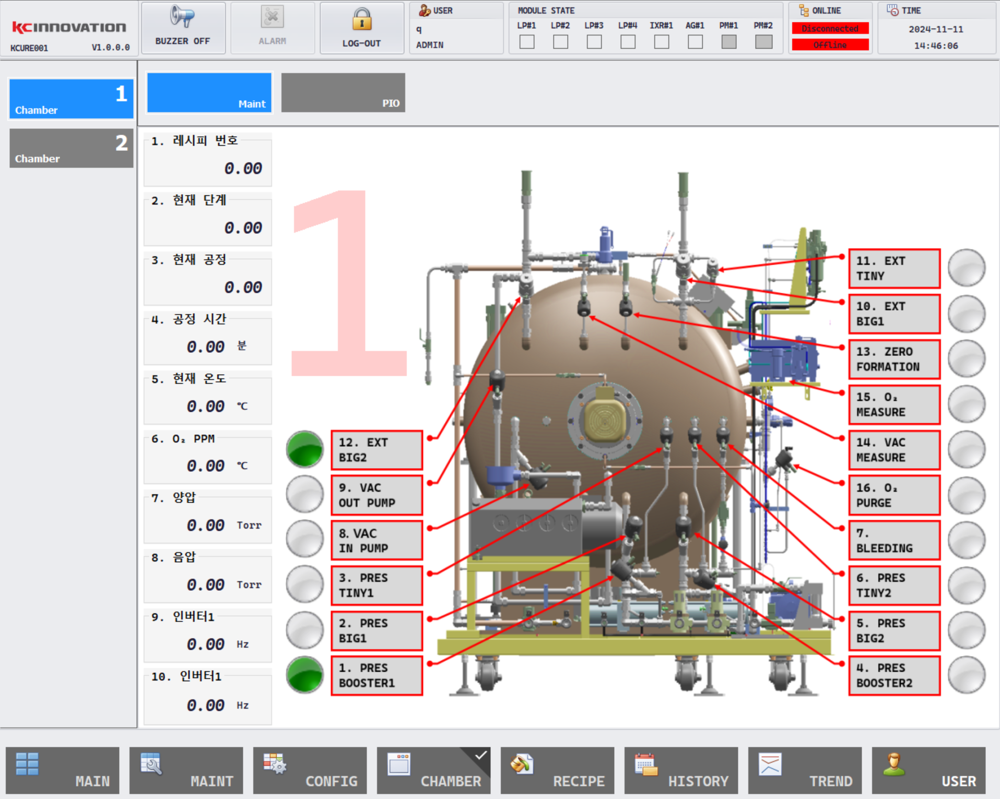 KCINNOVATION
KCURE001 V1.0.0.0
BUZZER OFF
ALARM
LOG-OUT
USER
q
ADMIN
MODULE STATE
LP#1 LP#2 LP#3 LP#4 IXR#1 AG#1 PM#1 PM#2
ONLINE
Disconnected
Offline
TIME
2024-11-11
14:46:06
1
Chamber
2
Chamber
Maint
PIO
1. 레시피 번호
0.00
2. 현재 단계
0.00
3. 현재 공정
0.00
4. 공정 시간
0.00 분
5. 현재 온도
0.00 ℃
6. O₂ PPM
0.00 ℃
7. 양압
0.00 Torr
8. 음압
0.00 Torr
9. 인버터1
0.00 Hz
10. 인버터1
0.00 Hz
1
12. EXT
BIG2
9. VAC
OUT PUMP
8. VAC
IN PUMP
3. PRES
TINY1
2. PRES
BIG1
1. PRES
BOOSTER1
11. EXT
TINY
10. EXT
BIG1
13. ZERO
FORMATION
15. O₂
MEASURE
14. VAC
MEASURE
16. O₂
PURGE
7.
BLEEDING
6. PRES
TINY2
5. PRES
BIG2
4. PRES
BOOSTER2
MAIN
MAINT
CONFIG
CHAMBER
RECIPE
HISTORY
TREND
USER